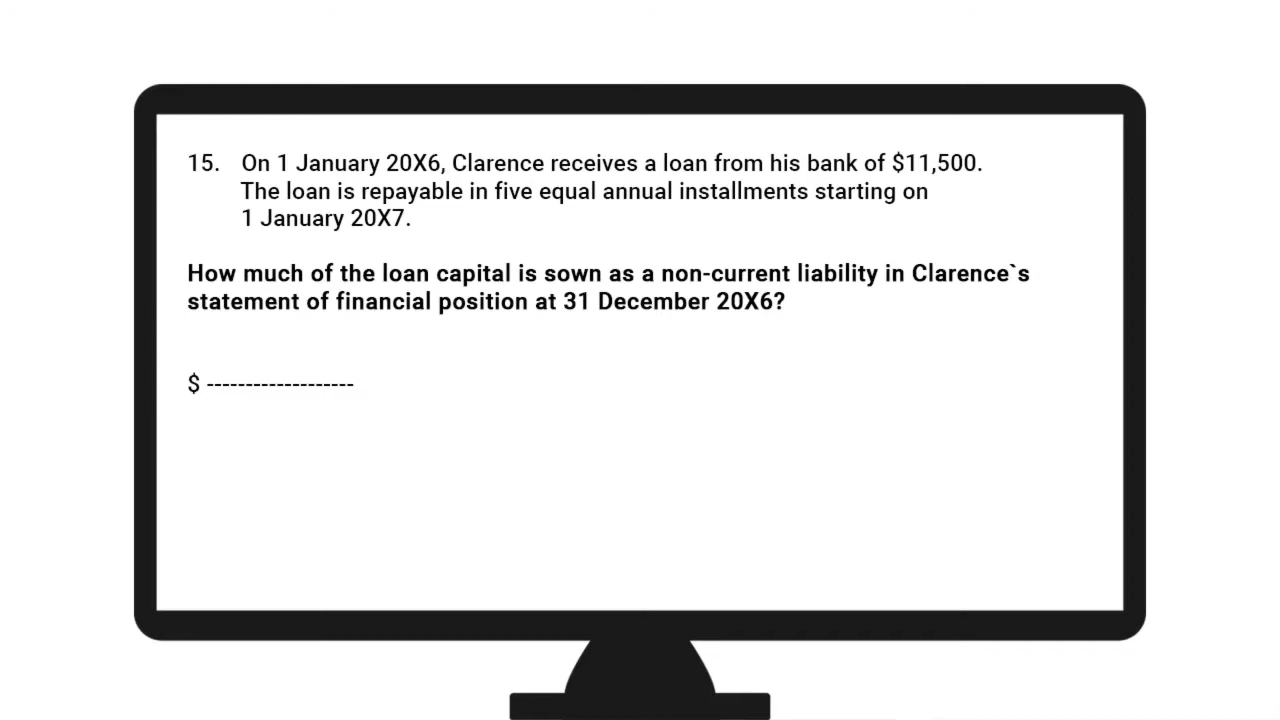 15. On 1 January 20X6, Clarence receives a loan from his bank of $11,500.
The loan is repayable in five equal annual installments starting on
1 January 20X7.
How much of the loan capital is sown as a non-current liability in Clarence`s
statement of financial position at 31 December 20X6?
$ -------------------